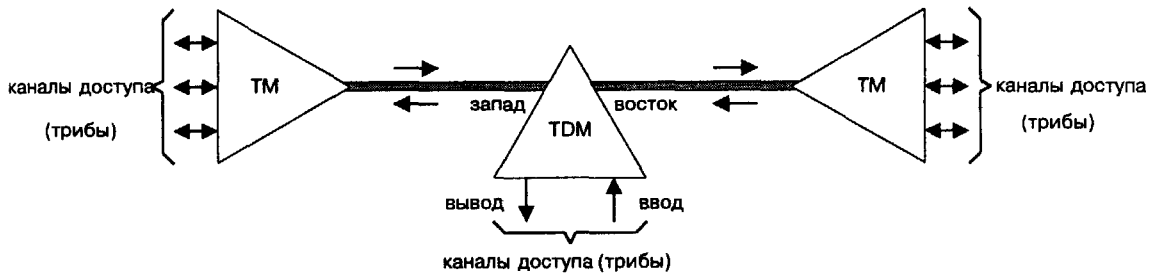 каналы доступа
(трибы)
TM
запад
восток
TDM
TM
каналы доступа
(трибы)
вывод
ввод
каналы доступа (трибы)